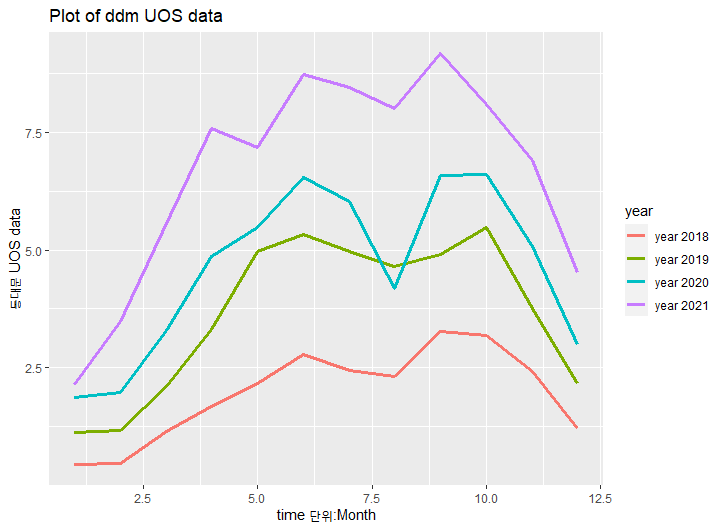 Plot of ddm UOS data
동대문 UOS data
7.5
5.0
2.5
2.5
5.0
7.5
10.0
12.5
time 단위:Month
year
year 2018
year 2019
year 2020
year 2021